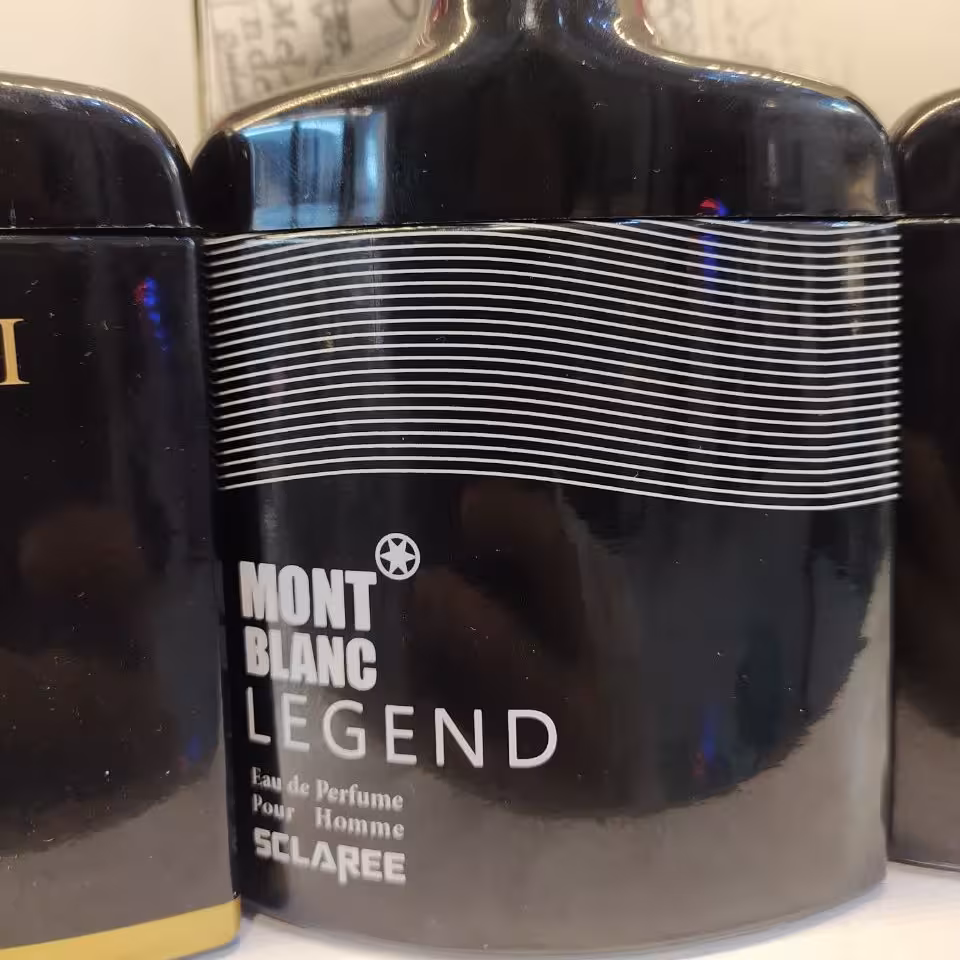 I
MONT
BLANC
LEGEND
Eau de Perfume
Pour Homme
SCLAREE